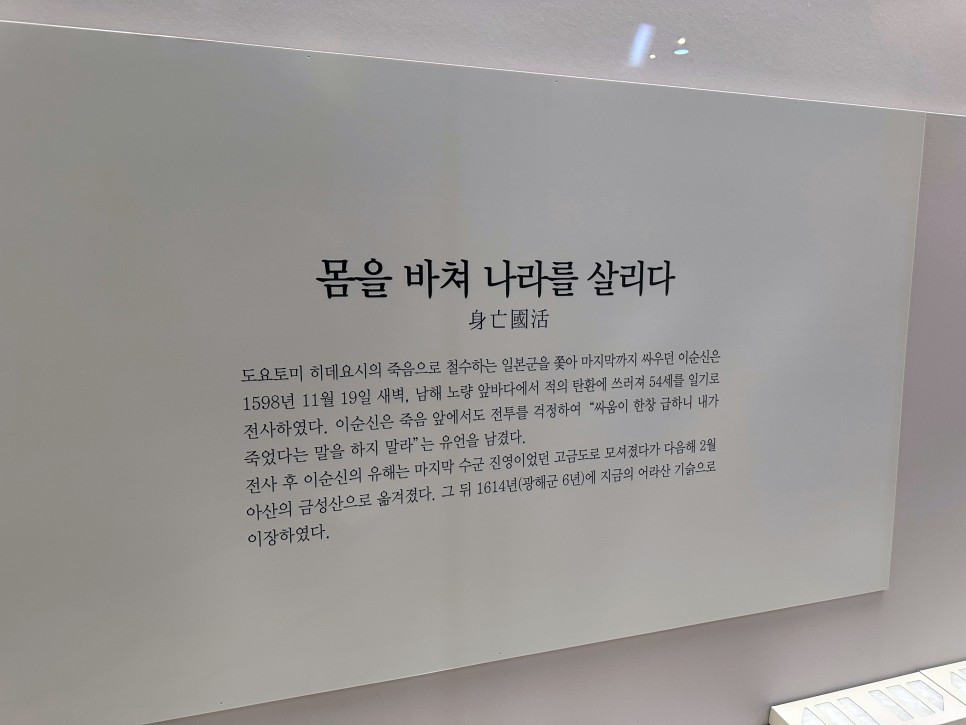 몸을 바쳐 나라를 살리다
身亡國活
도요토미 히데요시의 죽음으로 철수하는 일본군을 쫓아 마지막까지 싸우던 이순신은
1598년 11월 19일 새벽, 남해 노량 앞바다에서 적의 탄환에 쓰러져 54세를 일기로
전사하였다. 이순신은 죽음 앞에서도 전투를 걱정하여 “싸움이 한창 급하니 내가
죽었다는 말을 하지 말라”는 유언을 남겼다.
전사 후 이순신의 유해는 마지막 수군 진영이었던 고금도로 모셔졌다가 다음해 2월
아산의 금성산으로 옮겨졌다. 그 뒤 1614년(광해군 6년)에 지금의 어라산 기슭으로
이장하였다.